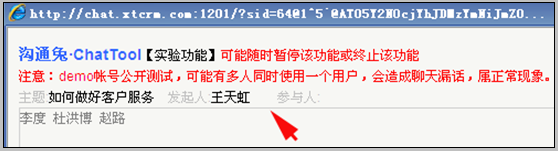 http://chat.xtcrm.com:1201/?sid=64@1^5`@AT05Y2N0cjYhJDMzYmNiJmZ0...
沟通兔·ChatTool【实验功能】可能随时暂停该功能或终止该功能
注意：demo帐号公开测试，可能有多人同时使用一个用户，会造成聊天漏话，属正常现象。
主题:如何做好客户服务 发起人:王天虹 参与人:
李度 杜洪博 赵路